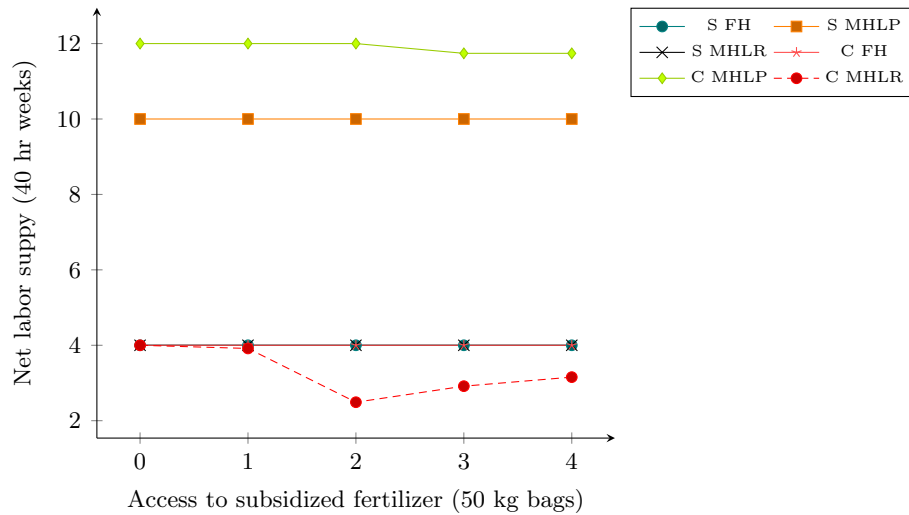 12
10
8
6
4
2
0 1 2 3 4
Net labor suppy (40 hr weeks)
Access to subsidized fertilizer (50 kg bags)
S FH S MHLP
S MHLR C FH
C MHLP C MHLR